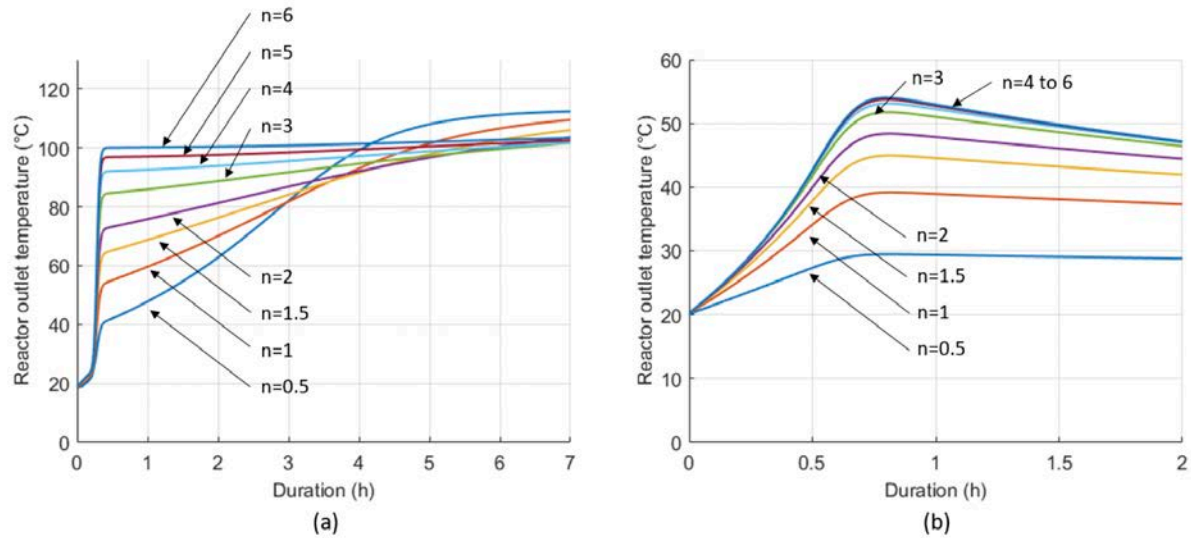 n=6
n=5
n=4
n=3
n=2
n=1.5
n=1
n=0.5
120
100
80
60
40
20
0
0 1 2 3 4 5 6 7
Reactor outlet temperature (°C)
Duration (h)
(a)
n=3
n=4 to 6
n=2
n=1.5
n=1
n=0.5
60
50
40
30
20
10
0
0 0.5 1 1.5 2
Reactor outlet temperature (°C)
Duration (h)
(b)